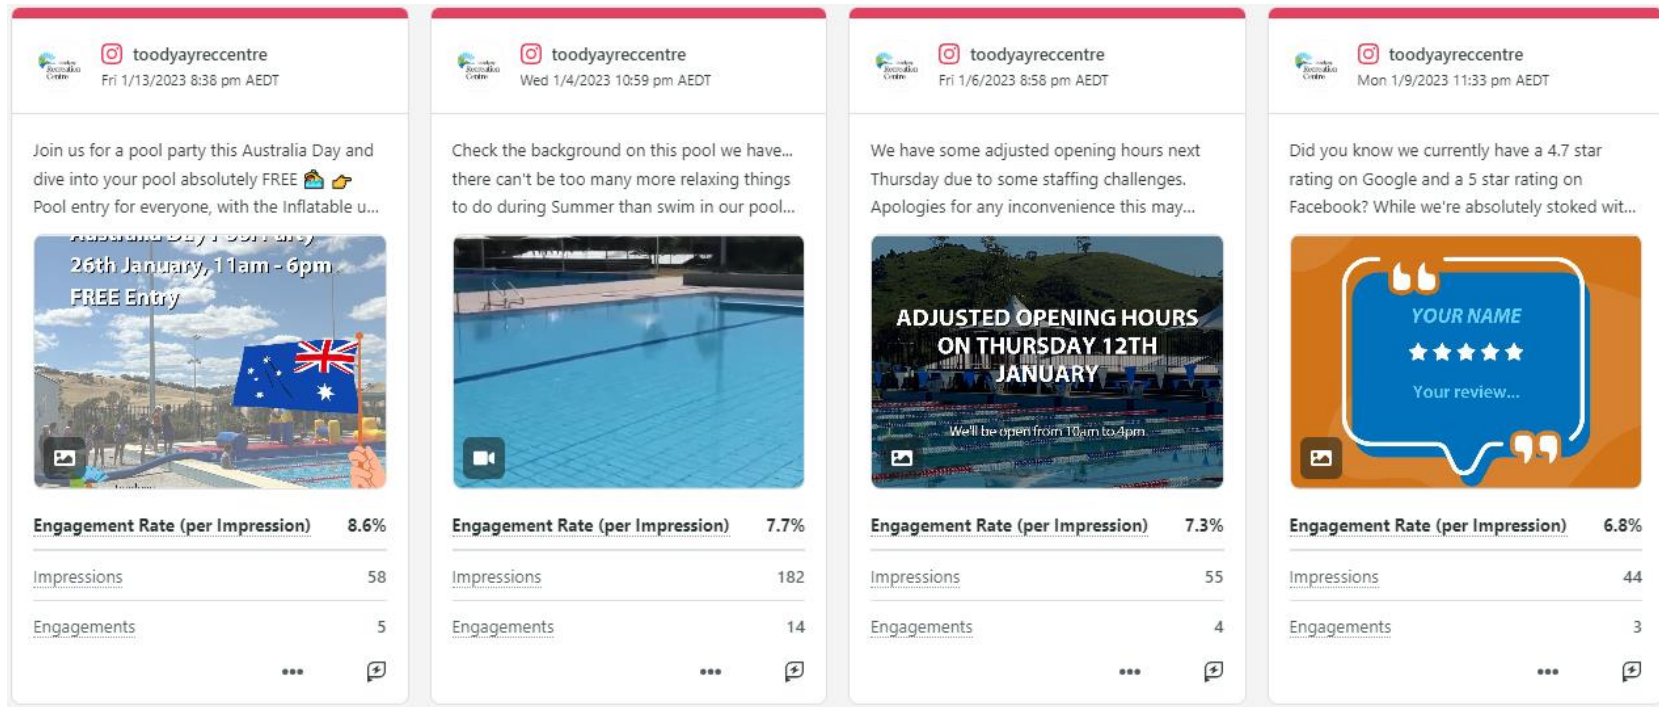 toodyayreccentre
Fri 1/13/2023 8:38 pm AEDT
Join us for a pool party this Australia Day and
dive into your pool absolutely FREE 🏊 👉
Pool entry for everyone, with the Inflatable u...
Australia Day Pool Party
26th January, 11am - 6pm
FREE Entry
Engagement Rate (per Impression) 8.6%
Impressions 58
Engagements 5
toodyayreccentre
Wed 1/4/2023 10:59 pm AEDT
Check the background on this pool we have...
there can't be too many more relaxing things
to do during Summer than swim in our pool...
Engagement Rate (per Impression) 7.7%
Impressions 182
Engagements 14
toodyayreccentre
Fri 1/6/2023 8:58 pm AEDT
We have some adjusted opening hours next
Thursday due to some staffing challenges.
Apologies for any inconvenience this may...
ADJUSTED OPENING HOURS
ON THURSDAY 12TH
JANUARY
We'll be open from 10am to 4pm
Engagement Rate (per Impression) 7.3%
Impressions 55
Engagements 4
toodyayreccentre
Mon 1/9/2023 11:33 pm AEDT
Did you know we currently have a 4.7 star
rating on Google and a 5 star rating on
Facebook? While we're absolutely stoked wit...
YOUR NAME
Your review...
Engagement Rate (per Impression) 6.8%
Impressions 44
Engagements 3